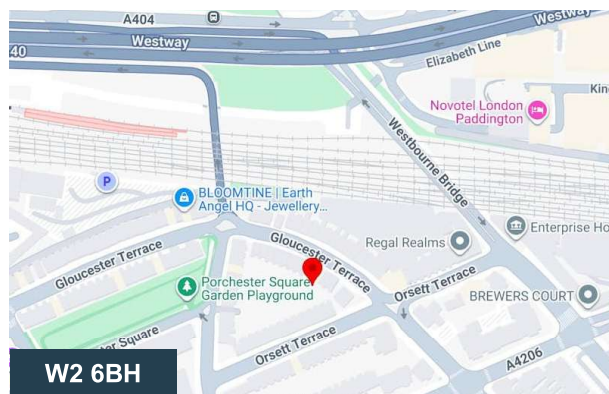 A404
Westway
Westway
40
Elizabeth Line
Kin
Novotel London
Paddington
Westbourne Bridge
P
BLOOMTINE | Earth
Angel HQ - Jewellery...
Gloucester Terrace
Regal Realms
Enterprise Ho
Gloucester Terrace
Porchester Square
Garden Playground
Orsett Terrace
BREWERS COURT
er Square
Orsett Terrace
A4206
W2 6BH